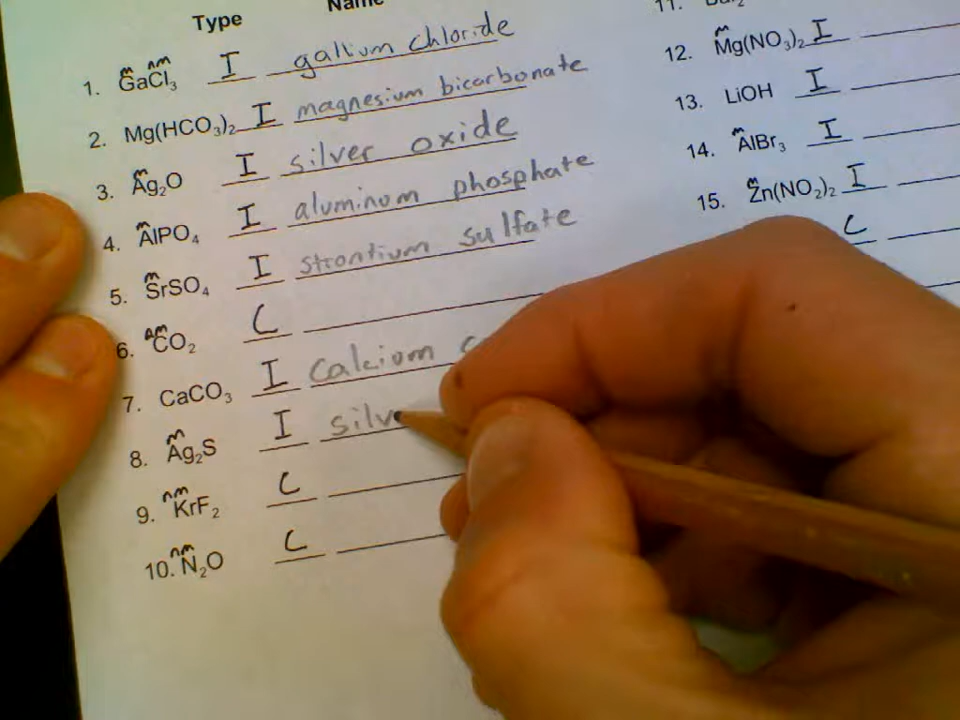 Type Name
1. GaCl3 I gallium chloride
2. Mg(HCO3)2 I magnesium bicarbonate
3. Ag2O I silver oxide
4. AlPO4 I aluminum phosphate
5. SrSO4 I strontium sulfate
6. CO2 C
7. CaCO3 I calcium c
8. Ag2S I silv
9. KrF2 C
10. N2O C
11.
12. Mg(NO3)2 I
13. LiOH I
14. AlBr3 I
15. Zn(NO2)2 I
C